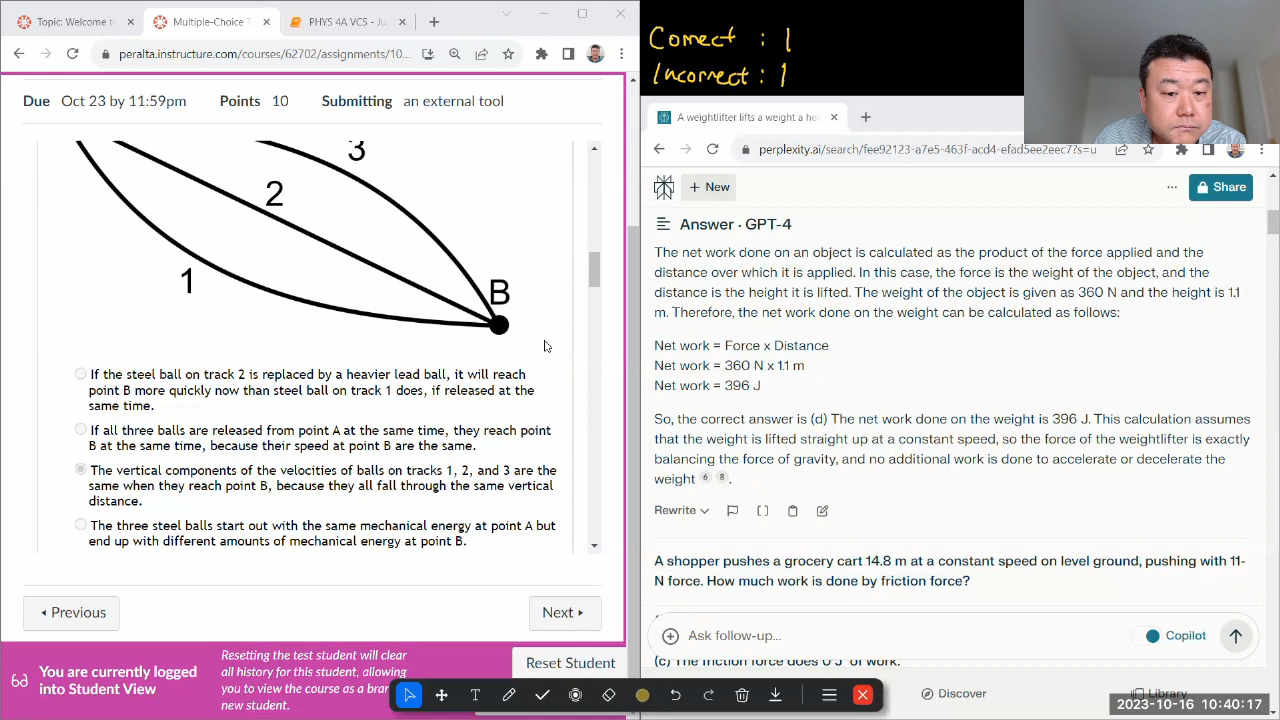 Topic: Welcome to
Multiple-Choice T
PHYS 4A VCS - Ju
peralta.instructure.com/courses/62702/assignments/10...
Due Oct 23 by 11:59pm Points 10 Submitting an external tool
3
2
1
B
If the steel ball on track 2 is replaced by a heavier lead ball, it will reach
point B more quickly now than steel ball on track 1 does, if released at the
same time.
If all three balls are released from point A at the same time, they reach point
B at the same time, because their speed at point B are the same.
The vertical components of the velocities of balls on tracks 1, 2, and 3 are the
same when they reach point B, because they all fall through the same vertical
distance.
The three steel balls start out with the same mechanical energy at point A but
end up with different amounts of mechanical energy at point B.
Previous
Next
You are currently logged
into Student View
Resetting the test student will clear
all history for this student, allowing
you to view the course as a
new student.
Reset Student
Correct : 1
Incorrect : 1
A weightlifter lifts a weight a he
perplexity.ai/search/fee92123-a7e5-463f-acd4-efad5ee2eec7?s=u
+ New
... Share
Answer · GPT-4
The net work done on an object is calculated as the product of the force applied and the
distance over which it is applied. In this case, the force is the weight of the object, and the
distance is the height it is lifted. The weight of the object is given as 360 N and the height is 1.1
m. Therefore, the net work done on the weight can be calculated as follows:
Net work = Force x Distance
Net work = 360 N x 1.1 m
Net work = 396 J
So, the correct answer is (d) The net work done on the weight is 396 J. This calculation assumes
that the weight is lifted straight up at a constant speed, so the force of the weightlifter is exactly
balancing the force of gravity, and no additional work is done to accelerate or decelerate the
weight 6 8 .
Rewrite
A shopper pushes a grocery cart 14.8 m at a constant speed on level ground, pushing with 11-
N force. How much work is done by friction force?
Ask follow-up...
Copilot
(c) The friction force does 0 J of work.
Discover
Library
2023-10-16 10:40:17